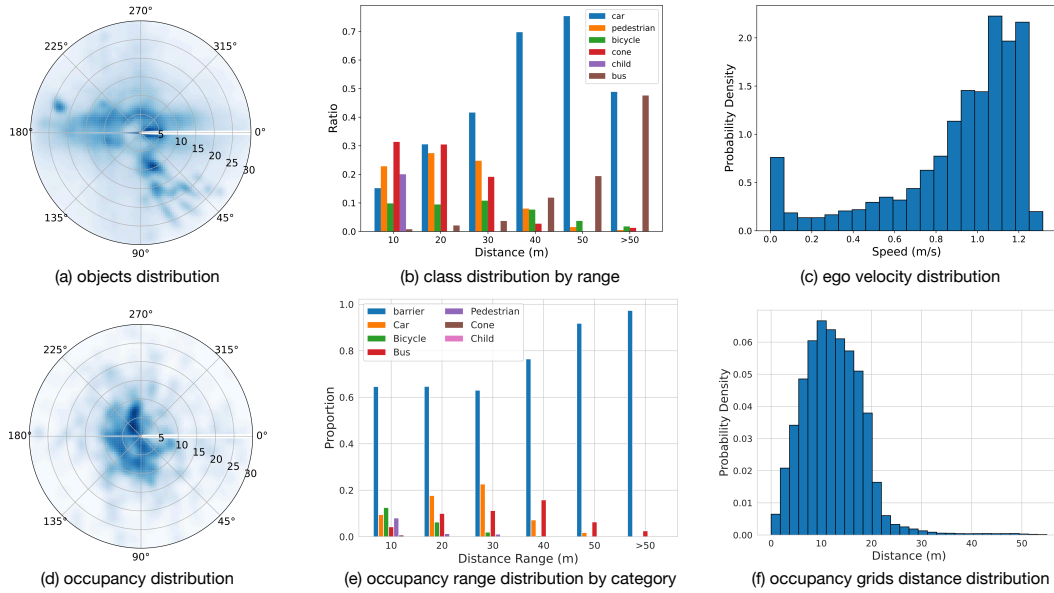 270°
225°
315°
180°
0°
5
10
15
20
25
30
135°
45°
90°
(a) objects distribution
0.7
0.6
0.5
0.4
0.3
0.2
0.1
0.0
Ratio
car
pedestrian
bicycle
cone
child
bus
10 20 30 40 50 >50
Distance (m)
(b) class distribution by range
2.0
1.5
1.0
0.5
0.0
Probability Density
0.0 0.2 0.4 0.6 0.8 1.0 1.2
Speed (m/s)
(c) ego velocity distribution
270°
225°
315°
180°
0°
5
10
15
20
25
30
135°
45°
90°
(d) occupancy distribution
1.0
0.8
0.6
0.4
0.2
0.0
Proportion
barrier Pedestrian
Car Cone
Bicycle Child
Bus
10 20 30 40 50 >50
Distance Range (m)
(e) occupancy range distribution by category
0.06
0.05
0.04
0.03
0.02
0.01
0.00
Probability Density
0 10 20 30 40 50
Distance (m)
(f) occupancy grids distance distribution